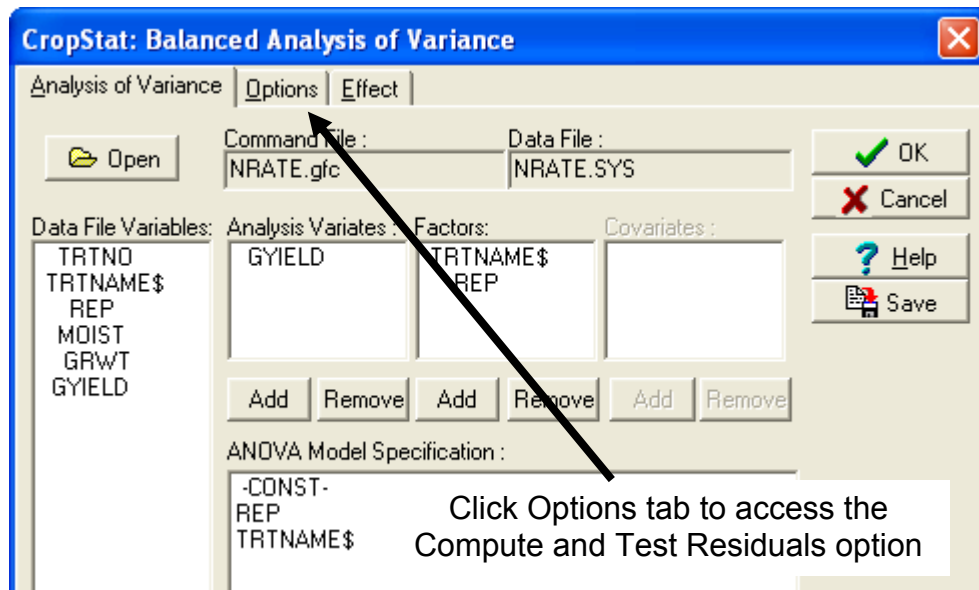 CropStat: Balanced Analysis of Variance
Analysis of Variance Options Effect
Open
Command File :
NRATE.gfc
Data File :
NRATE.SYS
OK
Cancel
Help
Save
Data File Variables:
TRTNO
TRTNAME$
REP
MOIST
GRWT
GYIELD
Analysis Variates :
GYIELD
Factors:
TRTNAME$
REP
Covariates :
Add Remove Add Remove Add Remove
ANOVA Model Specification :
-CONST-
REP
TRTNAME$
Click Options tab to access the
Compute and Test Residuals option